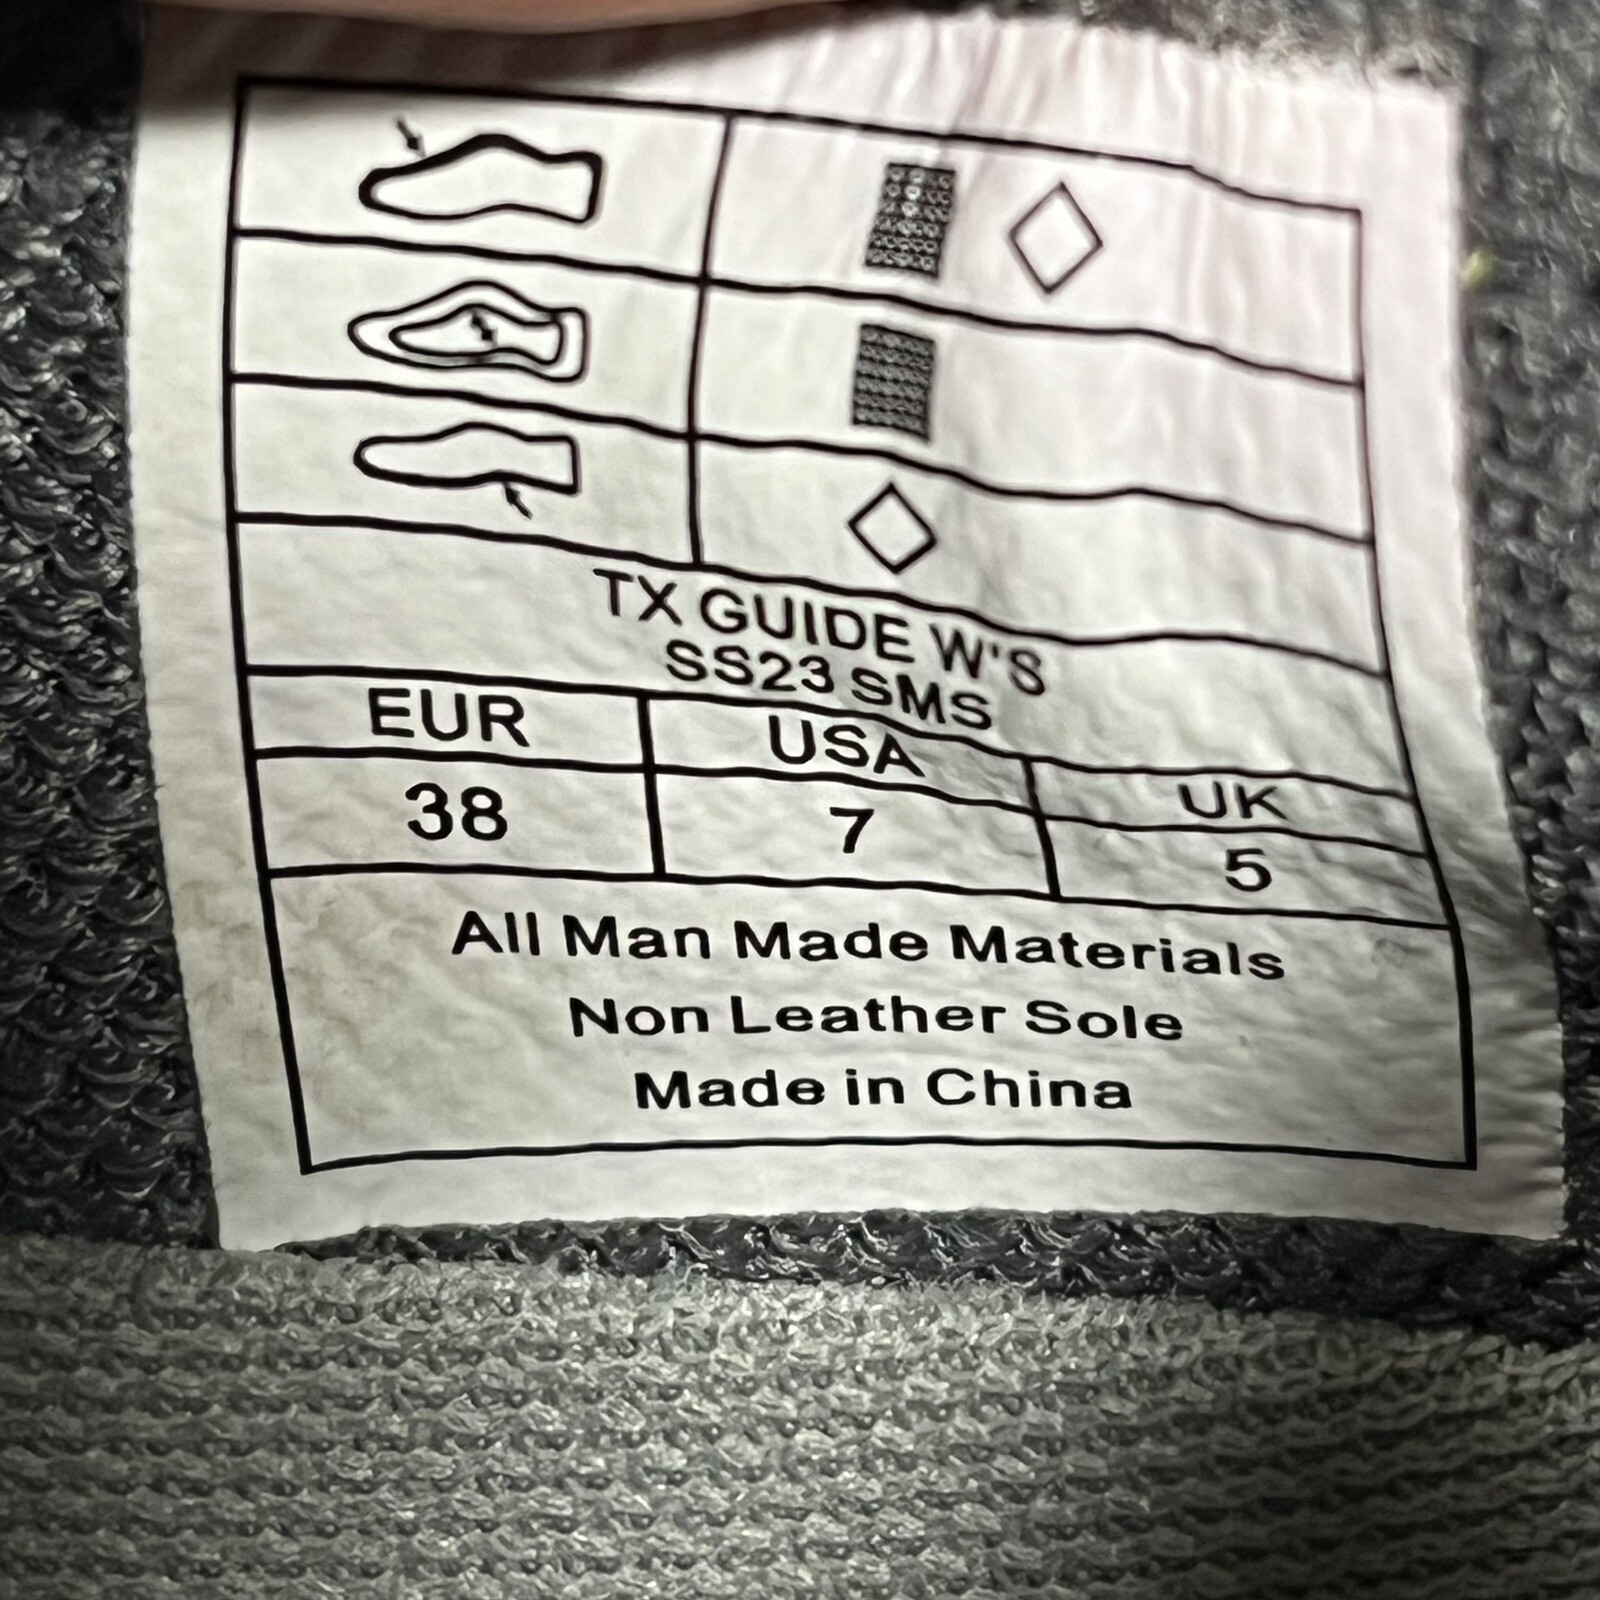 TX GUIDE W'S
SS23 SMS
EUR USA UK
38 7 5
All Man Made Materials
Non Leather Sole
Made in China